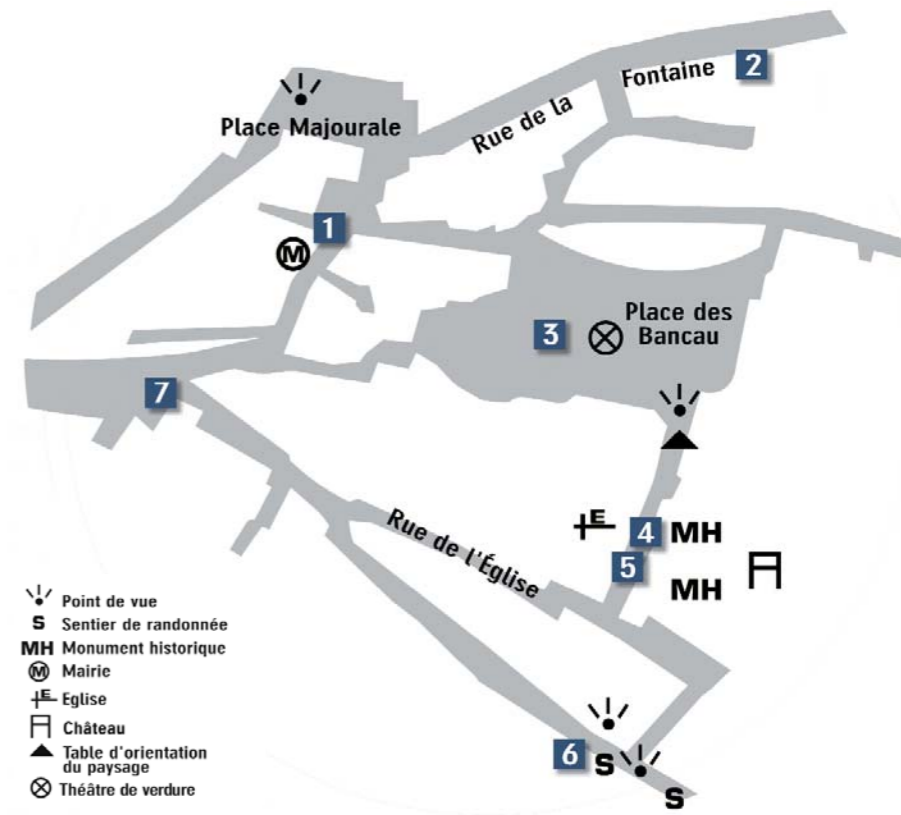 2
Fontaine
Rue de la
Place Majourale
1
M
3
Place des
Bancau
7
E
4
MH
5
MH
Rue de l'Église
6
S
S
Point de vue
S Sentier de randonnée
MH Monument historique
M Mairie
E Eglise
Château
Table d'orientation
du paysage
Théâtre de verdure